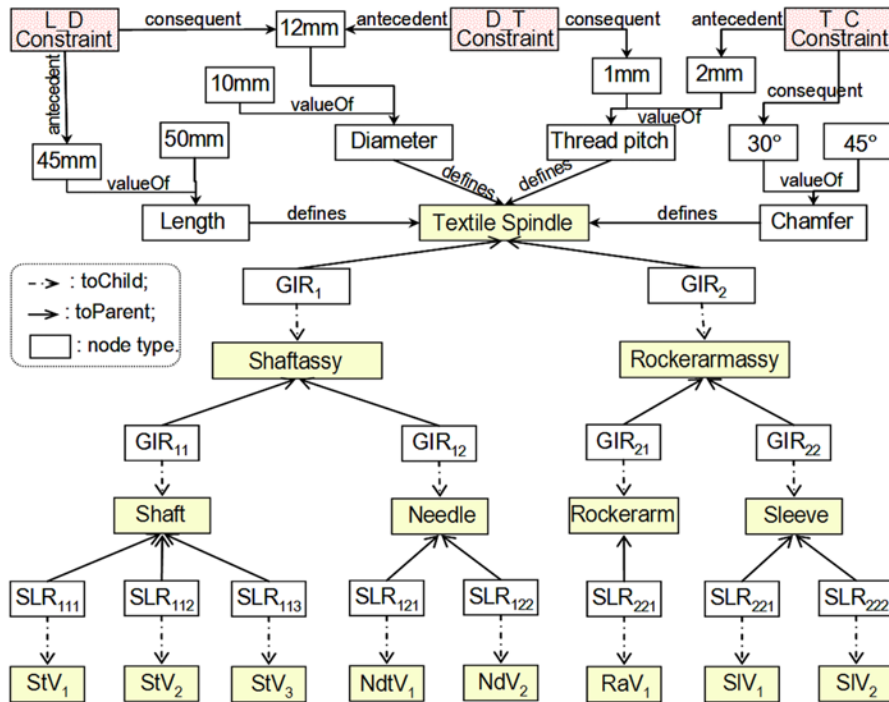 L_D
Constraint
consequent
12mm
antecedent
D_T
Constraint
consequent
antecedent
T_C
Constraint
antecedent
10mm
1mm
2mm
consequent
valueOf
valueOf
50mm
Diameter
Thread pitch
30°
45°
45mm
valueOf
defines
defines
valueOf
Length
defines
Textile Spindle
defines
Chamfer
: toChild;
: toParent;
: node type.
GIR₁
GIR₂
Shaftassy
Rockerarmassy
GIR₁₁
GIR₁₂
GIR₂₁
GIR₂₂
Shaft
Needle
Rockerarm
Sleeve
SLR₁₁₁
SLR₁₁₂
SLR₁₁₃
SLR₁₂₁
SLR₁₂₂
SLR₂₂₁
SLR₂₂₁
SLR₂₂₂
StV₁
StV₂
StV₃
NdtV₁
NdV₂
RaV₁
SlV₁
SlV₂